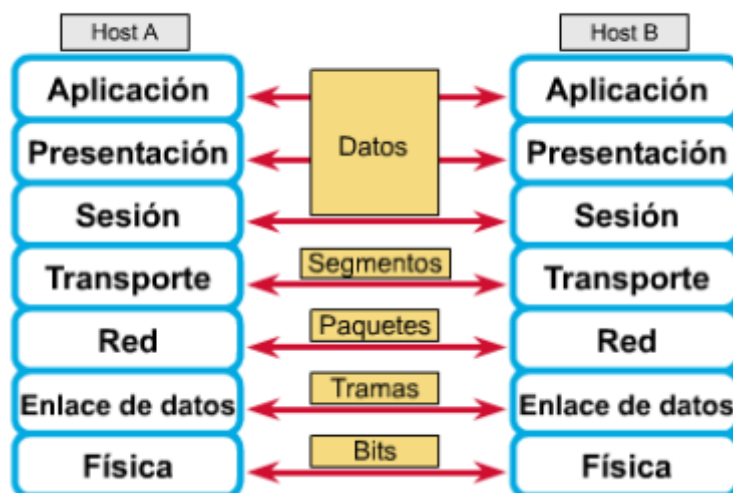 Host A
Host B
Aplicación
Aplicación
Presentación
Datos
Presentación
Sesión
Sesión
Segmentos
Transporte
Transporte
Paquetes
Red
Red
Tramas
Enlace de datos
Enlace de datos
Bits
Física
Física